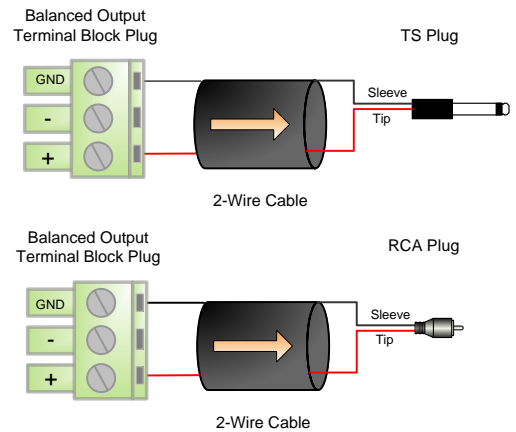 Balanced Output
Terminal Block Plug
TS Plug
GND
-
+
Sleeve
Tip
2-Wire Cable
Balanced Output
Terminal Block Plug
RCA Plug
GND
-
+
Sleeve
Tip
2-Wire Cable